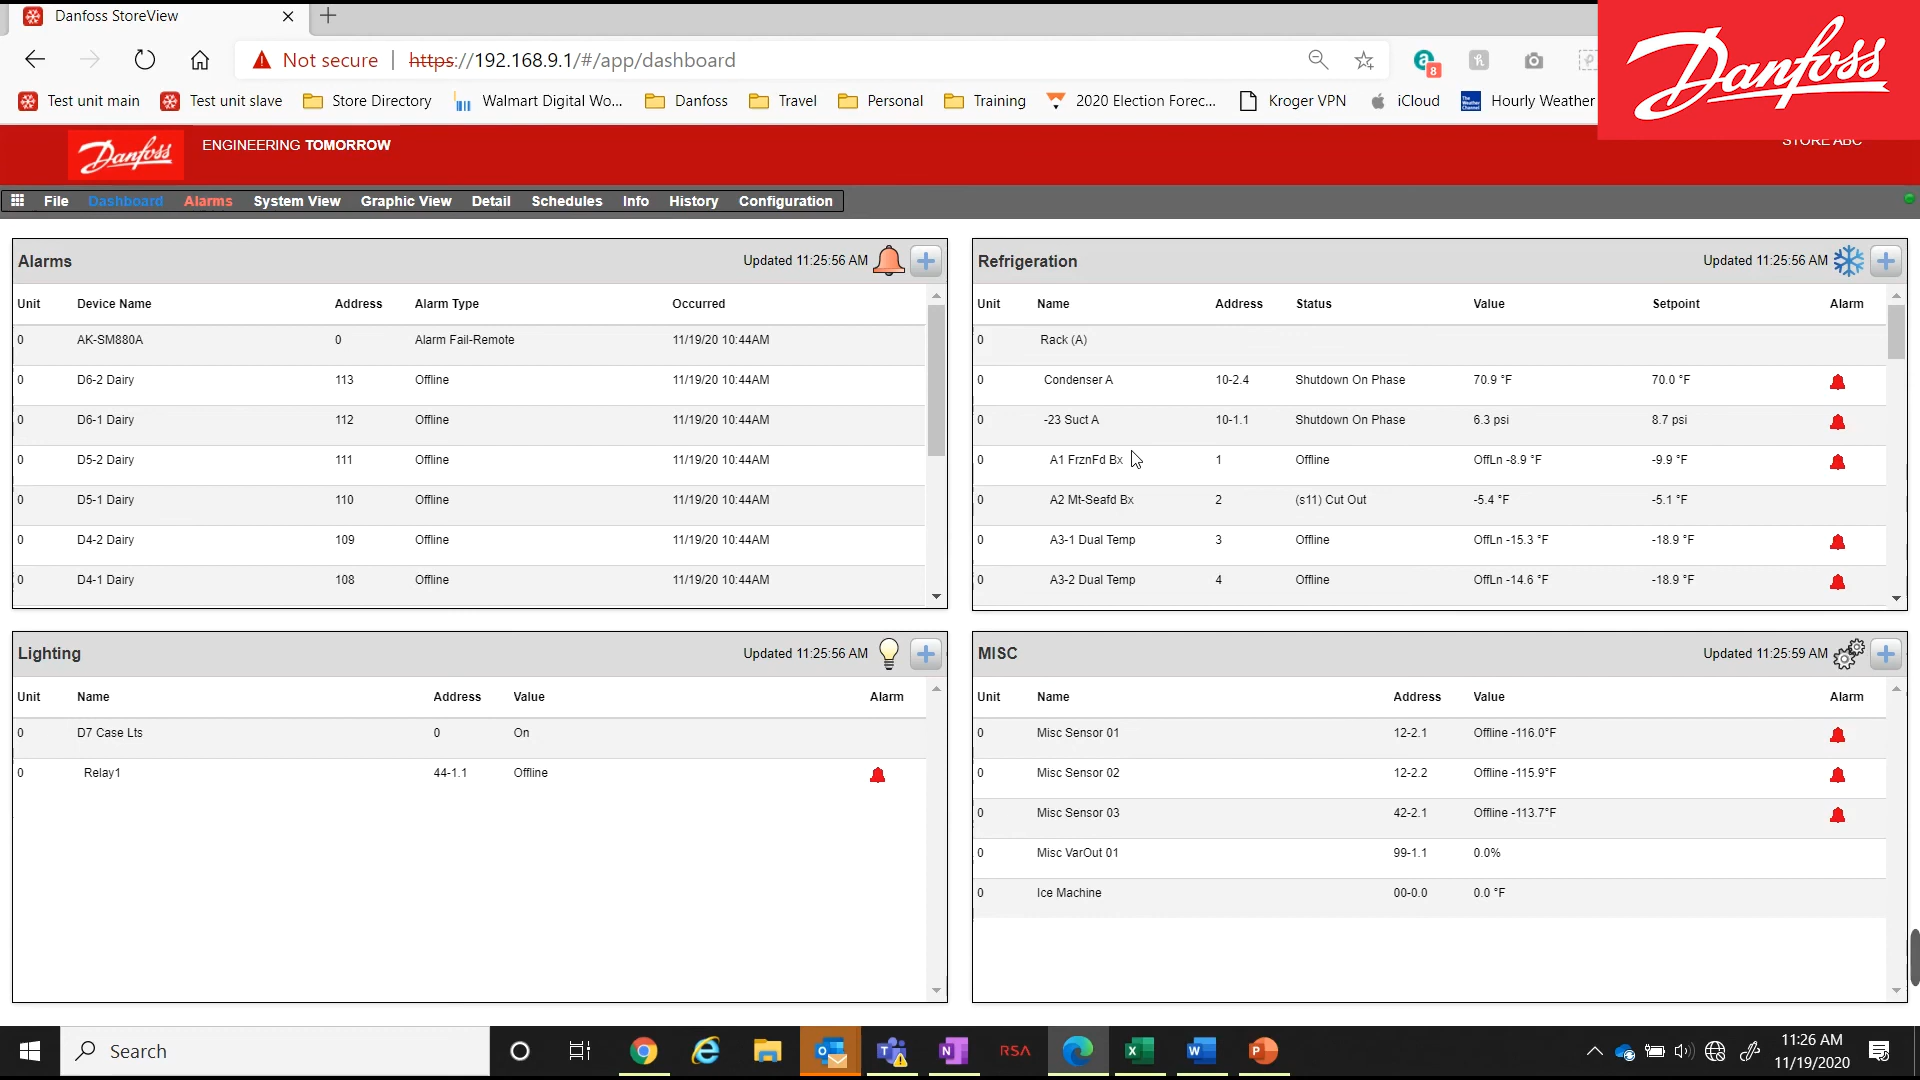 Danfoss StoreView
Not secure | https://192.168.9.1/#/app/dashboard
8
Test unit main
Test unit slave
Store Directory
Walmart Digital Wo...
Danfoss
Travel
Personal
Training
2020 Election Forec...
Kroger VPN
iCloud
Hourly Weather
Danfoss
Danfoss
ENGINEERING TOMORROW
STORE ABC
File Dashboard Alarms System View Graphic View Detail Schedules Info History Configuration
Alarms Updated 11:25:56 AM
Unit Device Name Address Alarm Type Occurred
0 AK-SM880A 0 Alarm Fail-Remote 11/19/20 10:44AM
0 D6-2 Dairy 113 Offline 11/19/20 10:44AM
0 D6-1 Dairy 112 Offline 11/19/20 10:44AM
0 D5-2 Dairy 111 Offline 11/19/20 10:44AM
0 D5-1 Dairy 110 Offline 11/19/20 10:44AM
0 D4-2 Dairy 109 Offline 11/19/20 10:44AM
0 D4-1 Dairy 108 Offline 11/19/20 10:44AM
Refrigeration Updated 11:25:56 AM
Unit Name Address Status Value Setpoint Alarm
0 Rack (A)
0 Condenser A 10-2.4 Shutdown On Phase 70.9 °F 70.0 °F
0 -23 Suct A 10-1.1 Shutdown On Phase 6.3 psi 8.7 psi
0 A1 FrznFd Bx 1 Offline OffLn -8.9 °F -9.9 °F
0 A2 Mt-Seafd Bx 2 (s11) Cut Out -5.4 °F -5.1 °F
0 A3-1 Dual Temp 3 Offline OffLn -15.3 °F -18.9 °F
0 A3-2 Dual Temp 4 Offline OffLn -14.6 °F -18.9 °F
Lighting Updated 11:25:56 AM
Unit Name Address Value Alarm
0 D7 Case Lts 0 On
0 Relay1 44-1.1 Offline
MISC Updated 11:25:59 AM
Unit Name Address Value Alarm
0 Misc Sensor 01 12-2.1 Offline -116.0°F
0 Misc Sensor 02 12-2.2 Offline -115.9°F
0 Misc Sensor 03 42-2.1 Offline -113.7°F
0 Misc VarOut 01 99-1.1 0.0%
0 Ice Machine 00-0.0 0.0 °F
Search
RSA
11:26 AM
11/19/2020